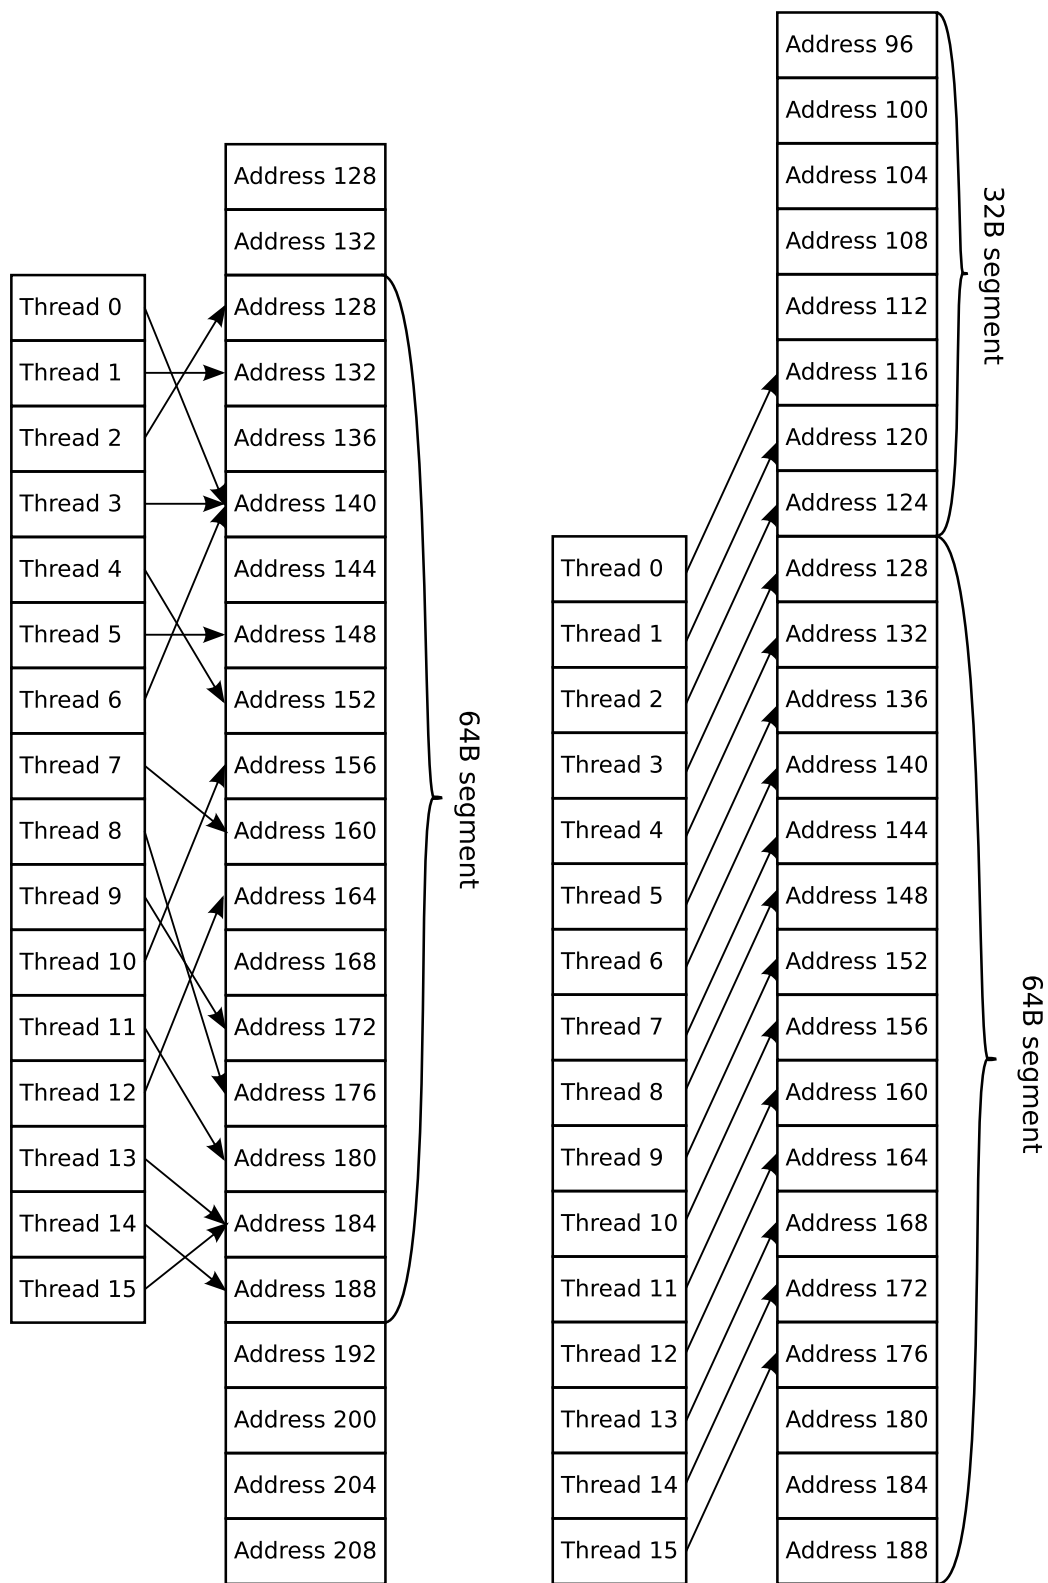 Address 128
Address 132
Thread 0
Thread 1
Thread 2
Thread 3
Thread 4
Thread 5
Thread 6
Thread 7
Thread 8
Thread 9
Thread 10
Thread 11
Thread 12
Thread 13
Thread 14
Thread 15
Address 128
Address 132
Address 136
Address 140
Address 144
Address 148
Address 152
Address 156
Address 160
Address 164
Address 168
Address 172
Address 176
Address 180
Address 184
Address 188
Address 192
Address 200
Address 204
Address 208
64B segment
Thread 0
Thread 1
Thread 2
Thread 3
Thread 4
Thread 5
Thread 6
Thread 7
Thread 8
Thread 9
Thread 10
Thread 11
Thread 12
Thread 13
Thread 14
Thread 15
Address 96
Address 100
Address 104
Address 108
Address 112
Address 116
Address 120
Address 124
Address 128
Address 132
Address 136
Address 140
Address 144
Address 148
Address 152
Address 156
Address 160
Address 164
Address 168
Address 172
Address 176
Address 180
Address 184
Address 188
32B segment
64B segment